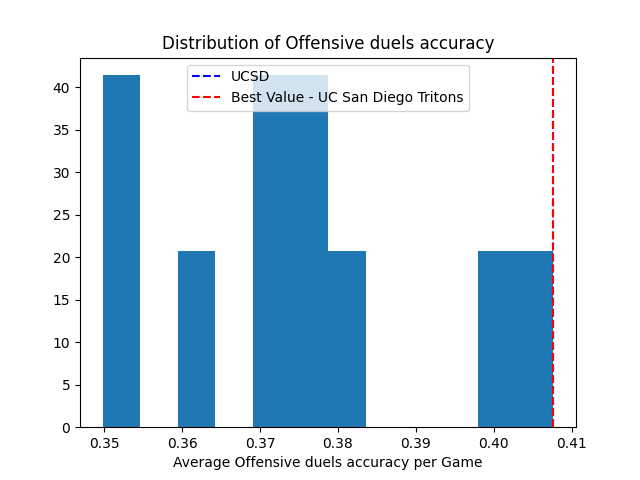 Distribution of Offensive duels accuracy
UCSD
Best Value - UC San Diego Tritons
40
35
30
25
20
15
10
5
0
0.35 0.36 0.37 0.38 0.39 0.40 0.41
Average Offensive duels accuracy per Game